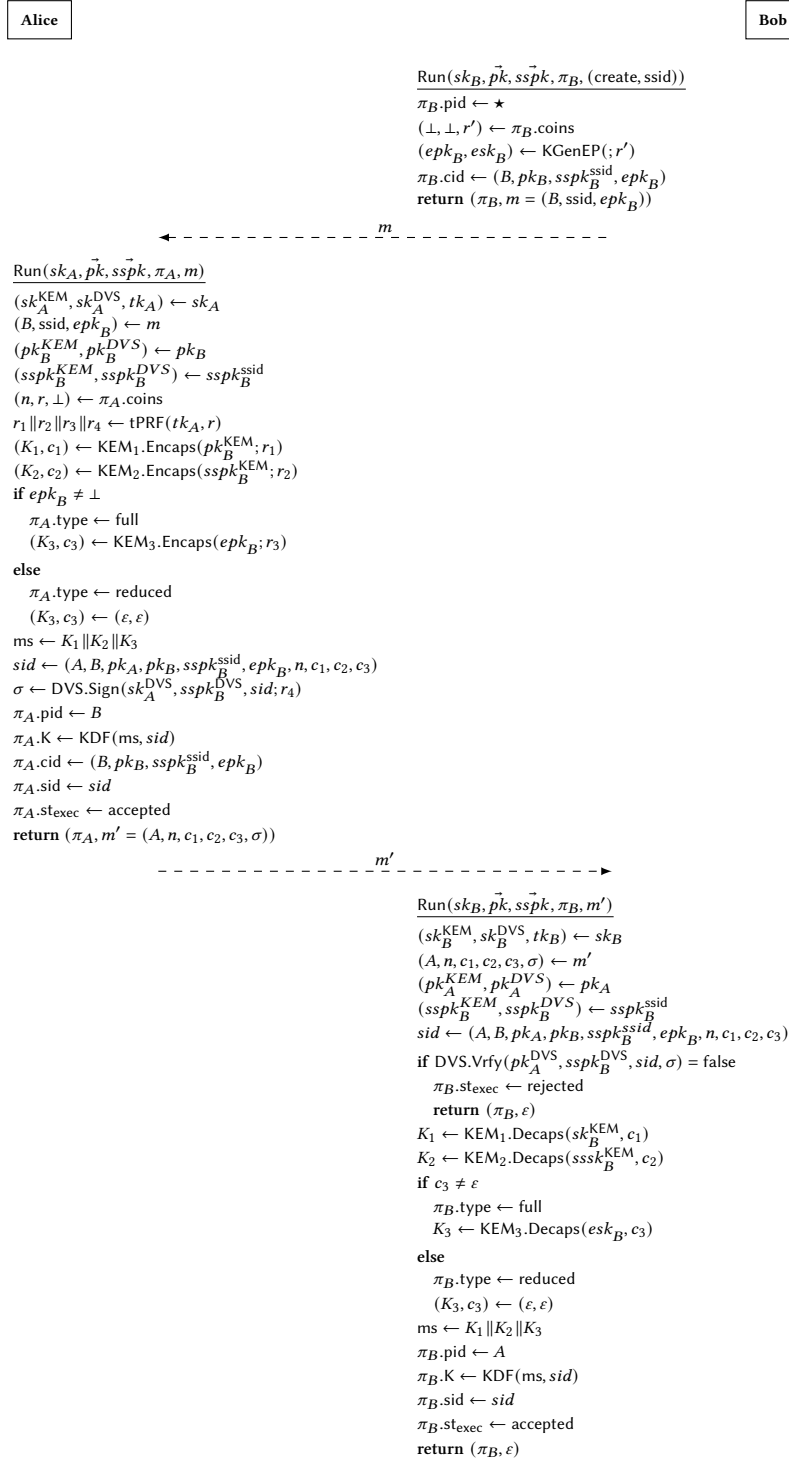 Alice
Bob
Run(sk_B, p⃗k, ssp⃗k, π_B, (create, ssid))
π_B.pid ← ★
(⊥, ⊥, r′) ← π_B.coins
(epk_B, esk_B) ← KGenEP(; r′)
π_B.cid ← (B, pk_B, sspk_B^ssid, epk_B)
return (π_B, m = (B, ssid, epk_B))
m
Run(sk_A, p⃗k, ssp⃗k, π_A, m)
(sk_A^KEM, sk_A^DVS, tk_A) ← sk_A
(B, ssid, epk_B) ← m
(pk_B^KEM, pk_B^DVS) ← pk_B
(sspk_B^KEM, sspk_B^DVS) ← sspk_B^ssid
(n, r, ⊥) ← π_A.coins
r_1∥r_2∥r_3∥r_4 ← tPRF(tk_A, r)
(K_1, c_1) ← KEM_1.Encaps(pk_B^KEM; r_1)
(K_2, c_2) ← KEM_2.Encaps(sspk_B^KEM; r_2)
if epk_B ≠ ⊥
π_A.type ← full
(K_3, c_3) ← KEM_3.Encaps(epk_B; r_3)
else
π_A.type ← reduced
(K_3, c_3) ← (ε, ε)
ms ← K_1∥K_2∥K_3
sid ← (A, B, pk_A, pk_B, sspk_B^ssid, epk_B, n, c_1, c_2, c_3)
σ ← DVS.Sign(sk_A^DVS, sspk_B^DVS, sid; r_4)
π_A.pid ← B
π_A.K ← KDF(ms, sid)
π_A.cid ← (B, pk_B, sspk_B^ssid, epk_B)
π_A.sid ← sid
π_A.st_exec ← accepted
return (π_A, m′ = (A, n, c_1, c_2, c_3, σ))
m′
Run(sk_B, p⃗k, ssp⃗k, π_B, m′)
(sk_B^KEM, sk_B^DVS, tk_B) ← sk_B
(A, n, c_1, c_2, c_3, σ) ← m′
(pk_A^KEM, pk_A^DVS) ← pk_A
(sspk_B^KEM, sspk_B^DVS) ← sspk_B^ssid
sid ← (A, B, pk_A, pk_B, sspk_B^ssid, epk_B, n, c_1, c_2, c_3)
if DVS.Vrfy(pk_A^DVS, sspk_B^DVS, sid, σ) = false
π_B.st_exec ← rejected
return (π_B, ε)
K_1 ← KEM_1.Decaps(sk_B^KEM, c_1)
K_2 ← KEM_2.Decaps(sssk_B^KEM, c_2)
if c_3 ≠ ε
π_B.type ← full
K_3 ← KEM_3.Decaps(esk_B, c_3)
else
π_B.type ← reduced
(K_3, c_3) ← (ε, ε)
ms ← K_1∥K_2∥K_3
π_B.pid ← A
π_B.K ← KDF(ms, sid)
π_B.sid ← sid
π_B.st_exec ← accepted
return (π_B, ε)